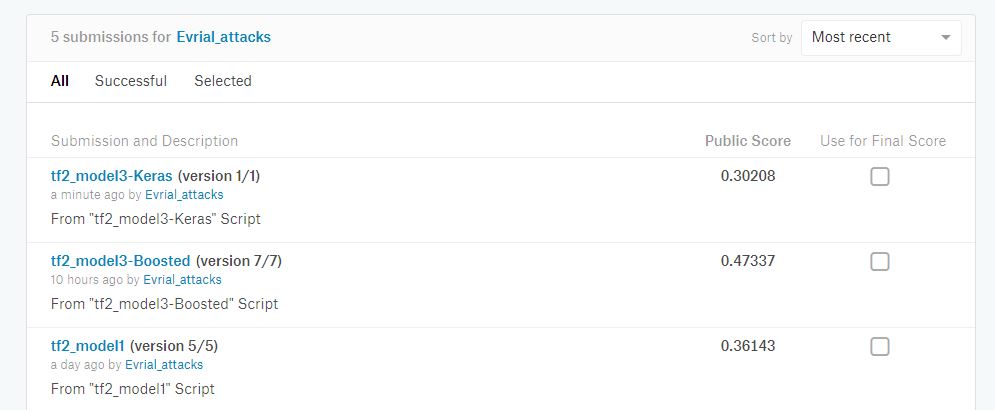 5 submissions for Evrial_attacks
Sort by Most recent
All Successful Selected
Submission and Description Public Score Use for Final Score
tf2_model3-Keras (version 1/1) 0.30208
a minute ago by Evrial_attacks
From "tf2_model3-Keras" Script
tf2_model3-Boosted (version 7/7) 0.47337
10 hours ago by Evrial_attacks
From "tf2_model3-Boosted" Script
tf2_model1 (version 5/5) 0.36143
a day ago by Evrial_attacks
From "tf2_model1" Script